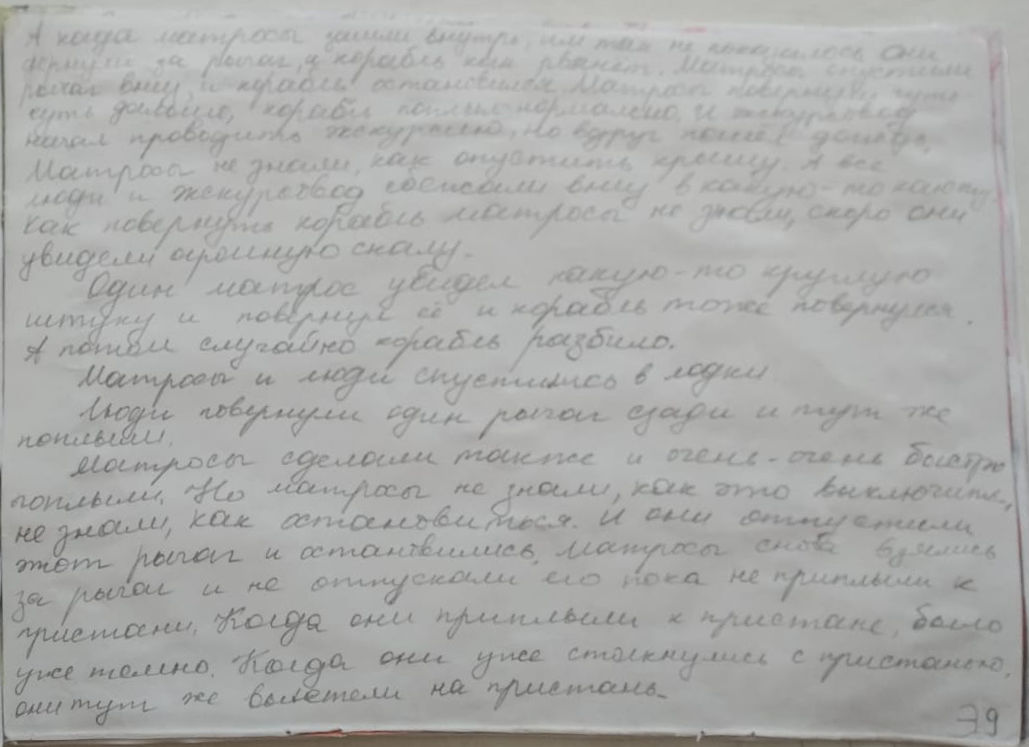 А когда матросы зашли внутрь, им так не показалось они
дёрнули за рычаг, а корабль как рванёт. Матросы опустили
рычаг вниз, и корабль остановился. Матросы повернули чуть
чуть дальше, корабль поплыл нормально. И экскурсовод
начал проводить экскурсию, но вдруг пошёл дождь.
Матросы не знали, как опустить крышу. А все
люди и экскурсовод сбежали вниз в какую-то каюту.
Как повернуть корабль матросы не знали, скоро они
увидели огромную скалу.
Один матрос увидел какую-то круглую
штуку и повернул её и корабль тоже повернулся.
А потом случайно корабль разбило.
Матросы и люди спустились в лодки.
Люди повернули один рычаг сзади и тут же
поплыли.
Матросы сделали также и очень-очень быстро
поплыли. Но матросы не знали, как это выключить,
не знали, как остановиться. И они отпустили
этот рычаг и остановились. Матросы снова взялись
за рычаг и не отпускали его пока не приплыли к
пристани. Когда они приплыли к пристане, было
уже темно. Когда они уже столкнулись с пристанью,
они тут же вылетели на пристань.
39